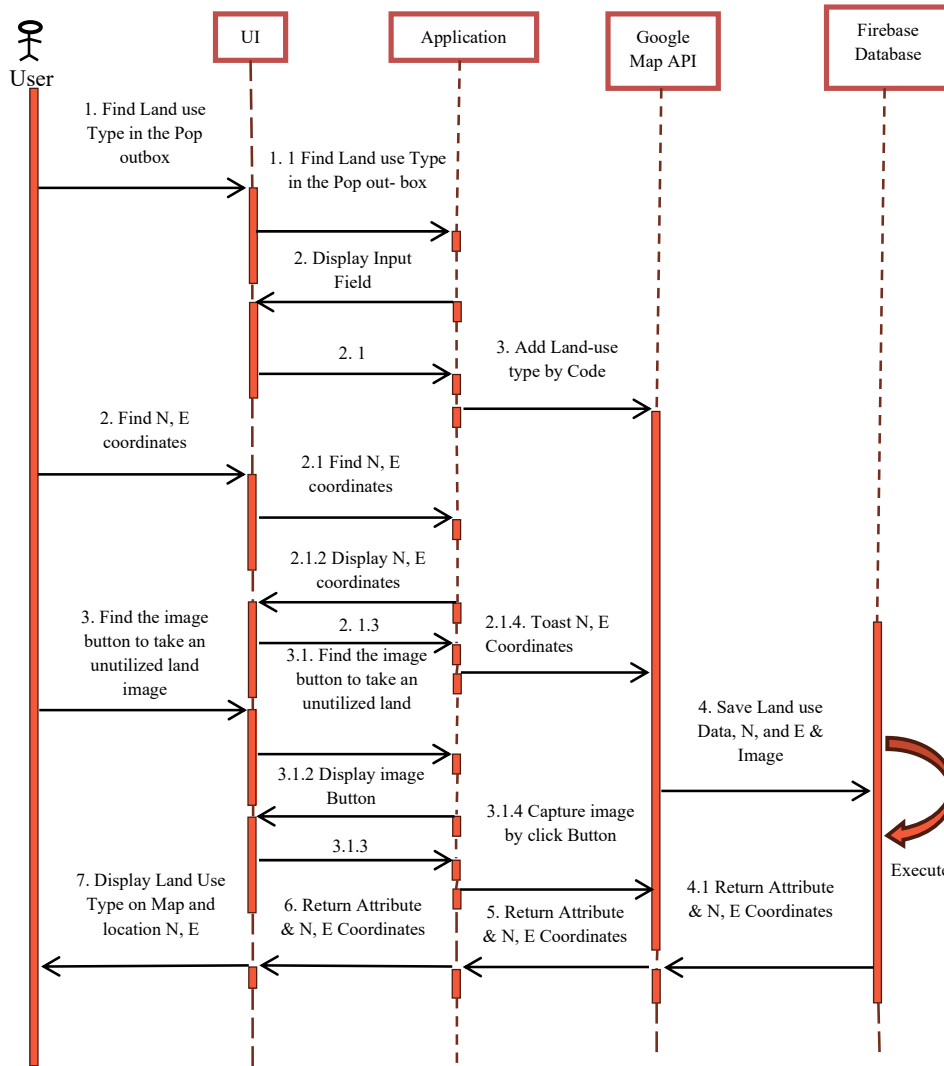 User
UI
Application
Google
Map API
Firebase
Database
1. Find Land use
Type in the Pop
outbox
1. 1 Find Land use Type
in the Pop out- box
2. Display Input
Field
2. 1
3. Add Land-use
type by Code
2. Find N, E
coordinates
2.1 Find N, E
coordinates
2.1.2 Display N, E
coordinates
3. Find the image
button to take an
unutilized land
image
2. 1.3
2.1.4. Toast N, E
Coordinates
3.1. Find the image
button to take an
unutilized land
4. Save Land use
Data, N, and E &
Image
3.1.2 Display image
Button
3.1.4 Capture image
by click Button
3.1.3
Execute
7. Display Land Use
Type on Map and
location N, E
6. Return Attribute
& N, E Coordinates
5. Return Attribute
& N, E Coordinates
4.1 Return Attribute
& N, E Coordinates